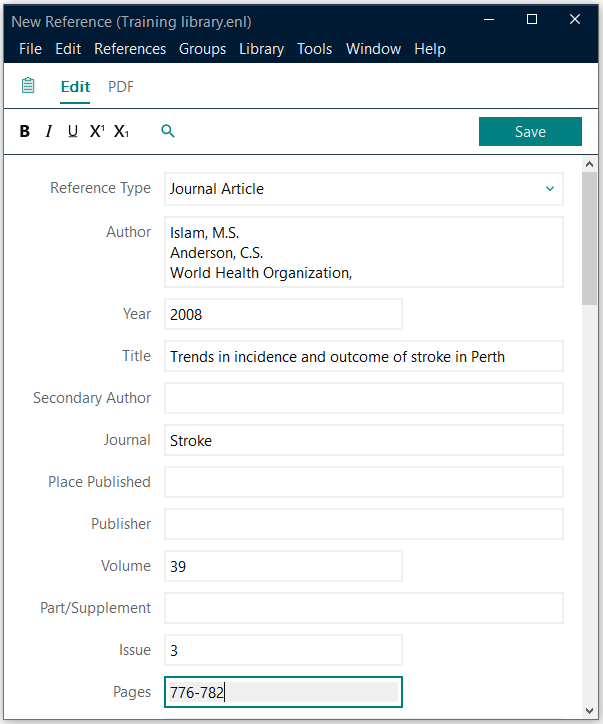 New Reference (Training library.enl)
File Edit References Groups Library Tools Window Help
Edit PDF
B I U X¹ X₁ Save
Reference Type Journal Article
Author Islam, M.S.
Anderson, C.S.
World Health Organization,
Year 2008
Title Trends in incidence and outcome of stroke in Perth
Secondary Author
Journal Stroke
Place Published
Publisher
Volume 39
Part/Supplement
Issue 3
Pages 776-782